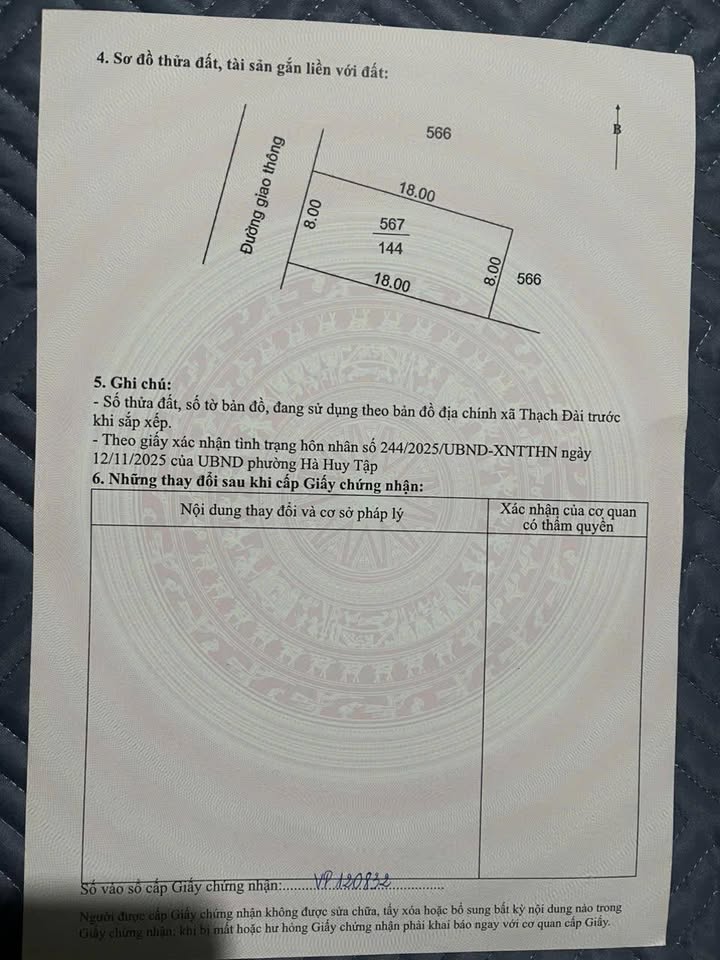 4. Sơ đồ thửa đất, tài sản gắn liền với đất:
566
B
Đường giao thông
18.00
8.00
567
144
8.00
566
18.00
5. Ghi chú:
- Số thửa đất, số tờ bản đồ, đang sử dụng theo bản đồ địa chính xã Thạch Đài trước
khi sắp xếp.
- Theo giấy xác nhận tình trạng hôn nhân số 244/2025/UBND-XNTTHN ngày
12/11/2025 của UBND phường Hà Huy Tập
6. Những thay đổi sau khi cấp Giấy chứng nhận:
Nội dung thay đổi và cơ sở pháp lý
Xác nhận của cơ quan
có thẩm quyền
Số vào sổ cấp Giấy chứng nhận:.......VP.120832...............
Người được cấp Giấy chứng nhận không được sửa chữa, tẩy xóa hoặc bổ sung bất kỳ nội dung nào trong
Giấy chứng nhận; khi bị mất hoặc hư hỏng Giấy chứng nhận phải khai báo ngay với cơ quan cấp Giấy.